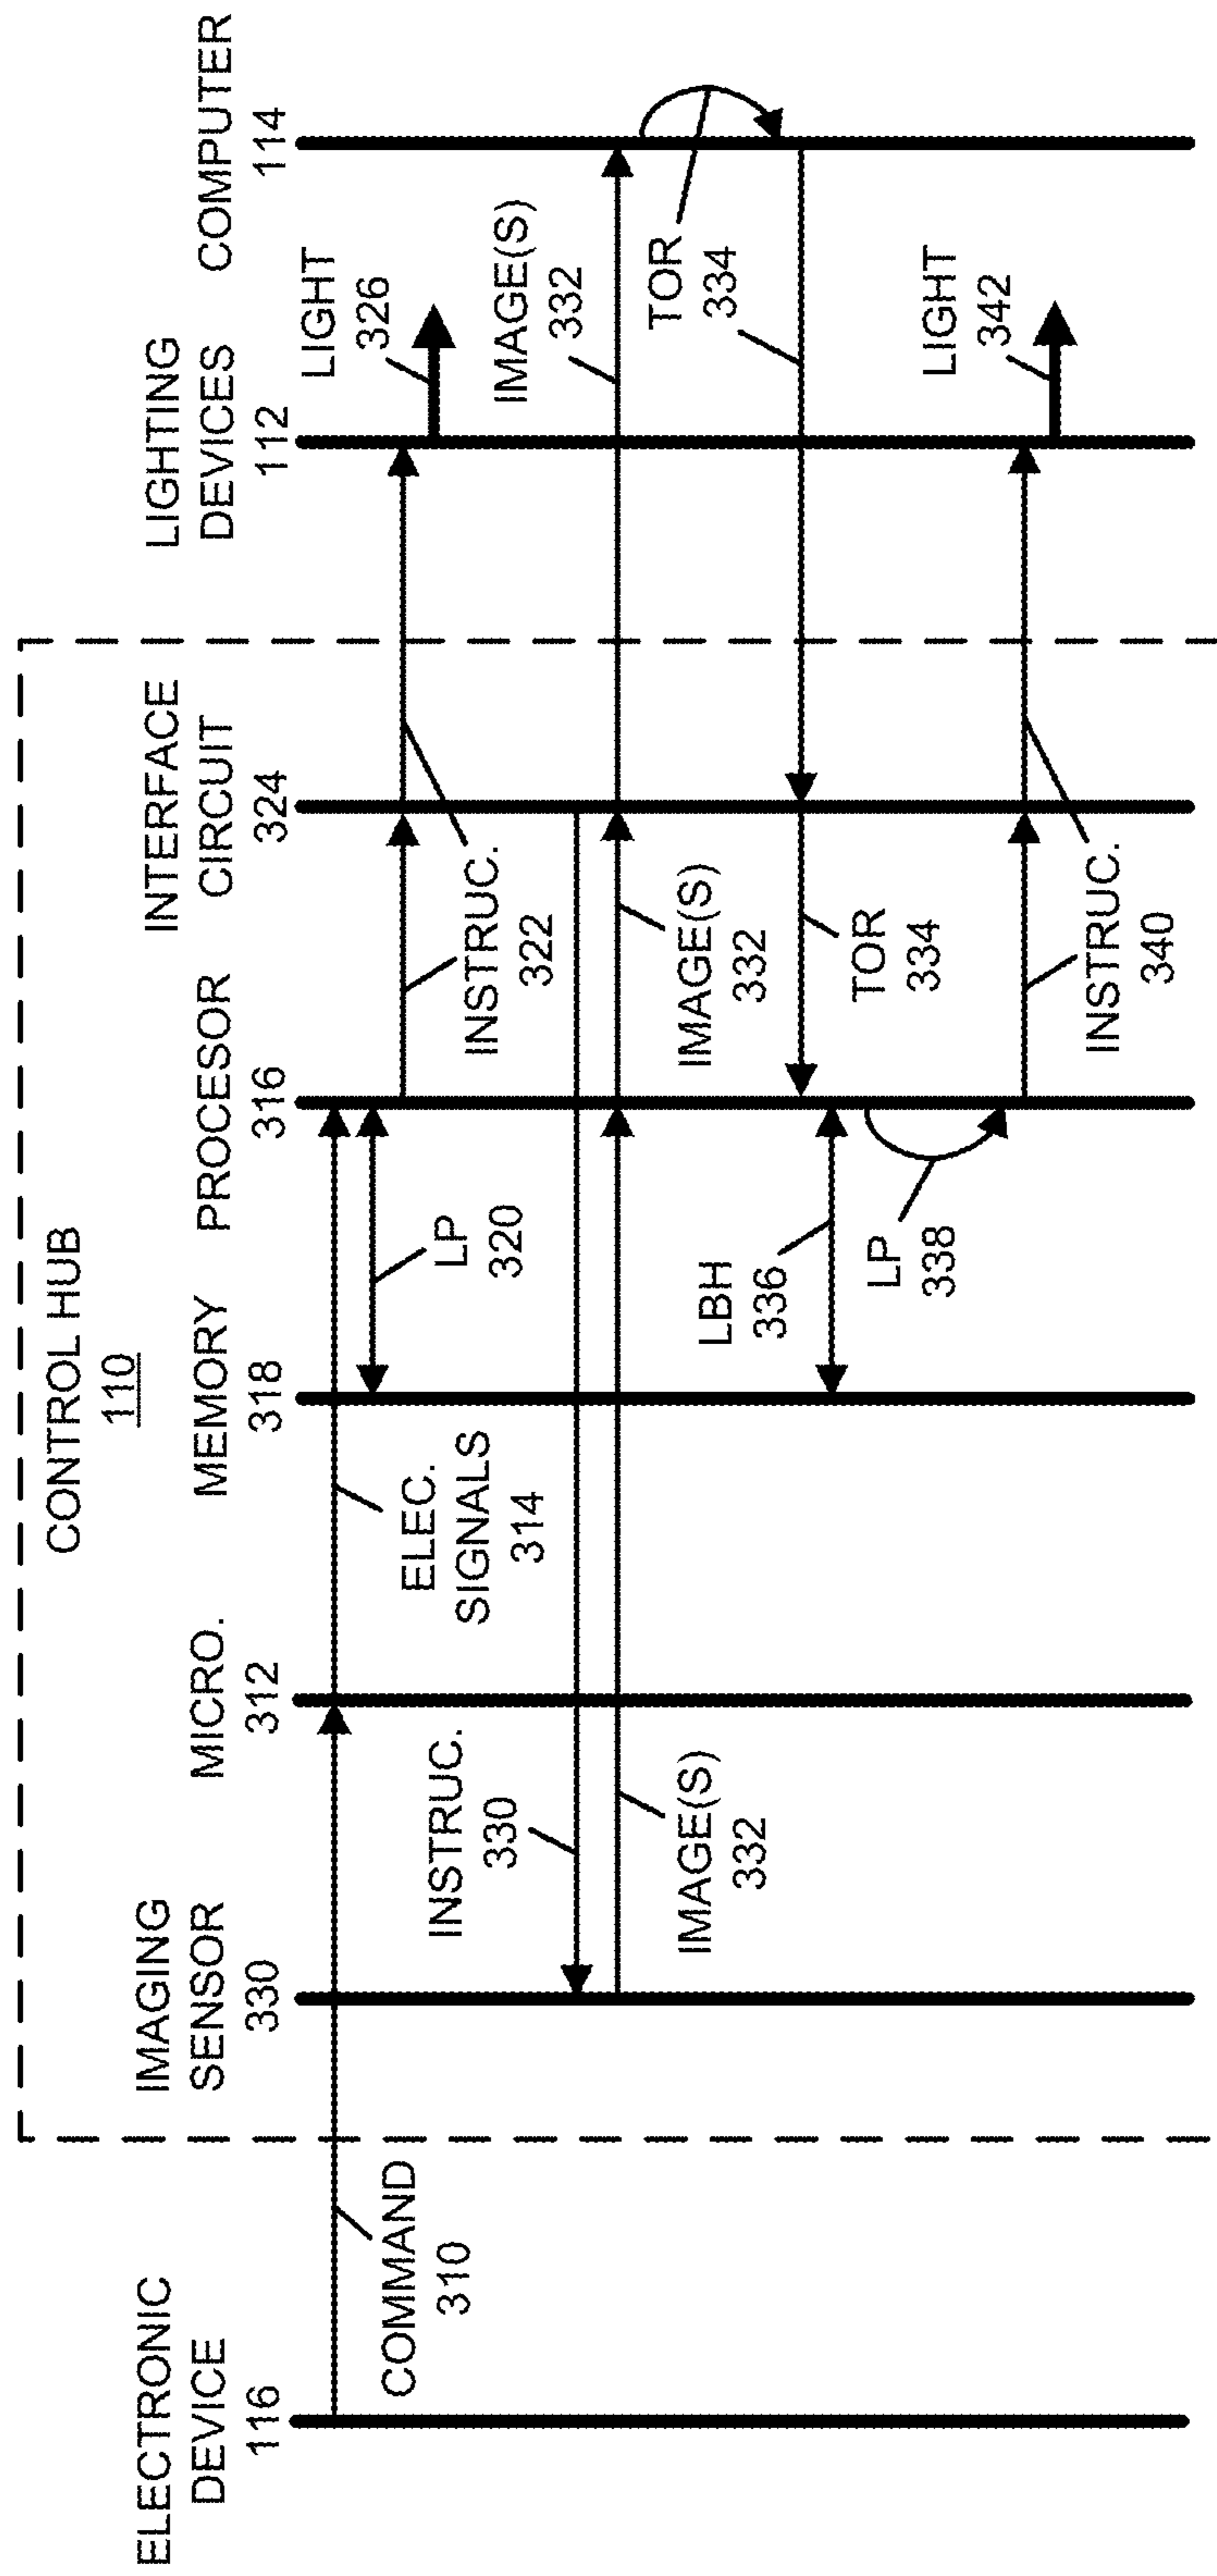 CONTROL HUB
110
ELECTRONIC
DEVICE
116
IMAGING
SENSOR
330
MICRO.
312
MEMORY
318
PROCESOR
316
INTERFACE
CIRCUIT
324
LIGHTING
DEVICES
112
COMPUTER
114
COMMAND
310
ELEC.
SIGNALS
314
LP
320
INSTRUC.
322
LIGHT
326
INSTRUC.
330
IMAGE(S)
332
IMAGE(S)
332
IMAGE(S)
332
TOR
334
TOR
334
LBH
336
LP
338
INSTRUC.
340
LIGHT
342